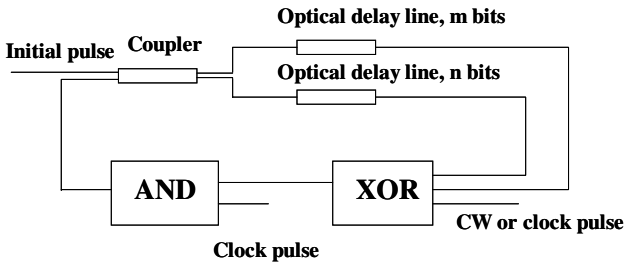 Optical delay line, m bits
Initial pulse
Coupler
Optical delay line, n bits
AND
XOR
CW or clock pulse
Clock pulse